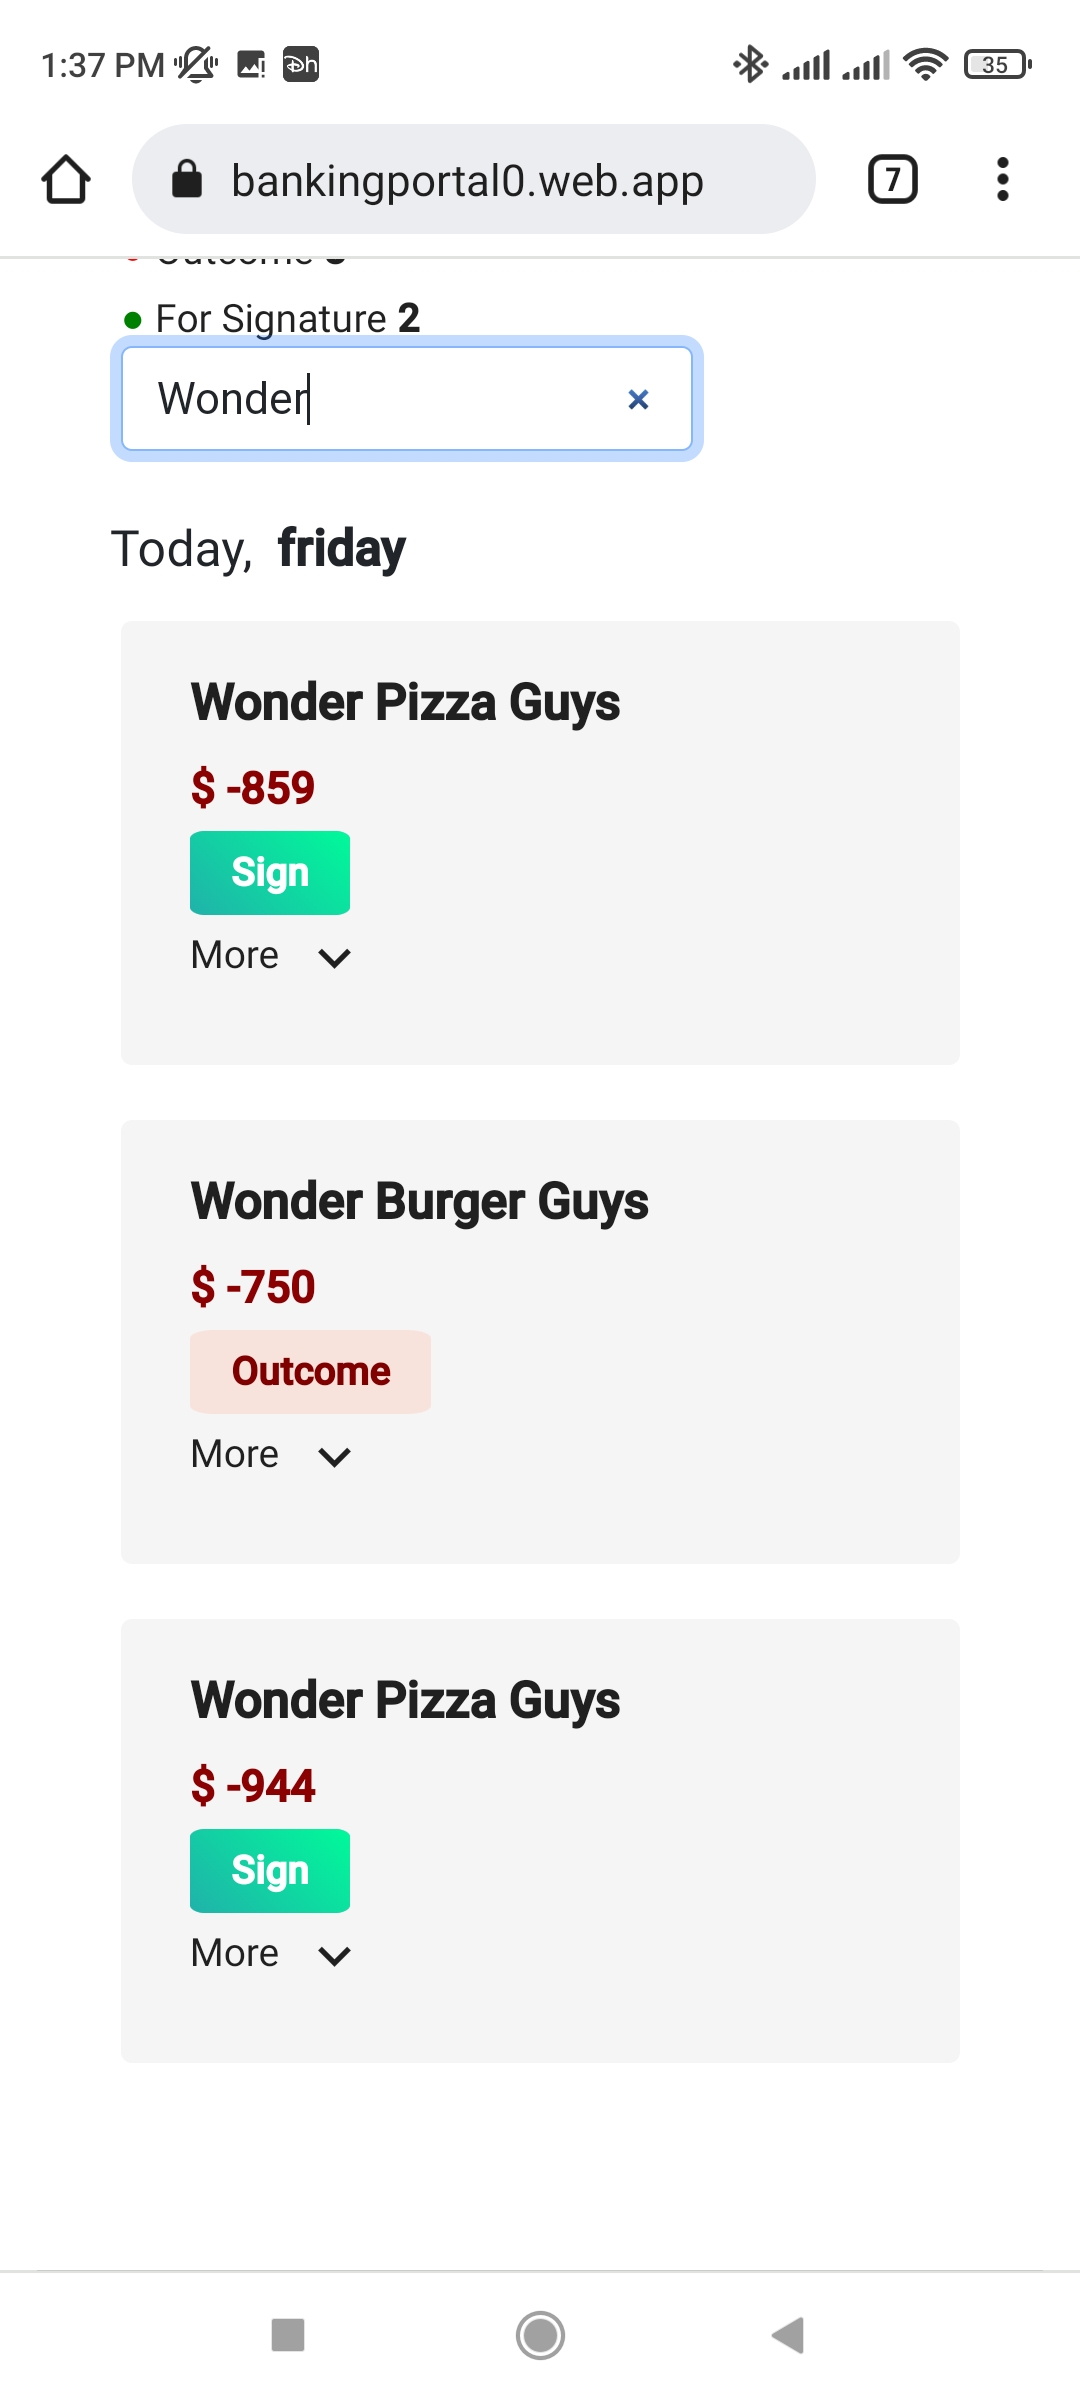 1:37 PM
Dh
35
bankingportal0.web.app
7
For Signature 2
Wonder
×
Today, friday
Wonder Pizza Guys
$ -859
Sign
More
Wonder Burger Guys
$ -750
Outcome
More
Wonder Pizza Guys
$ -944
Sign
More